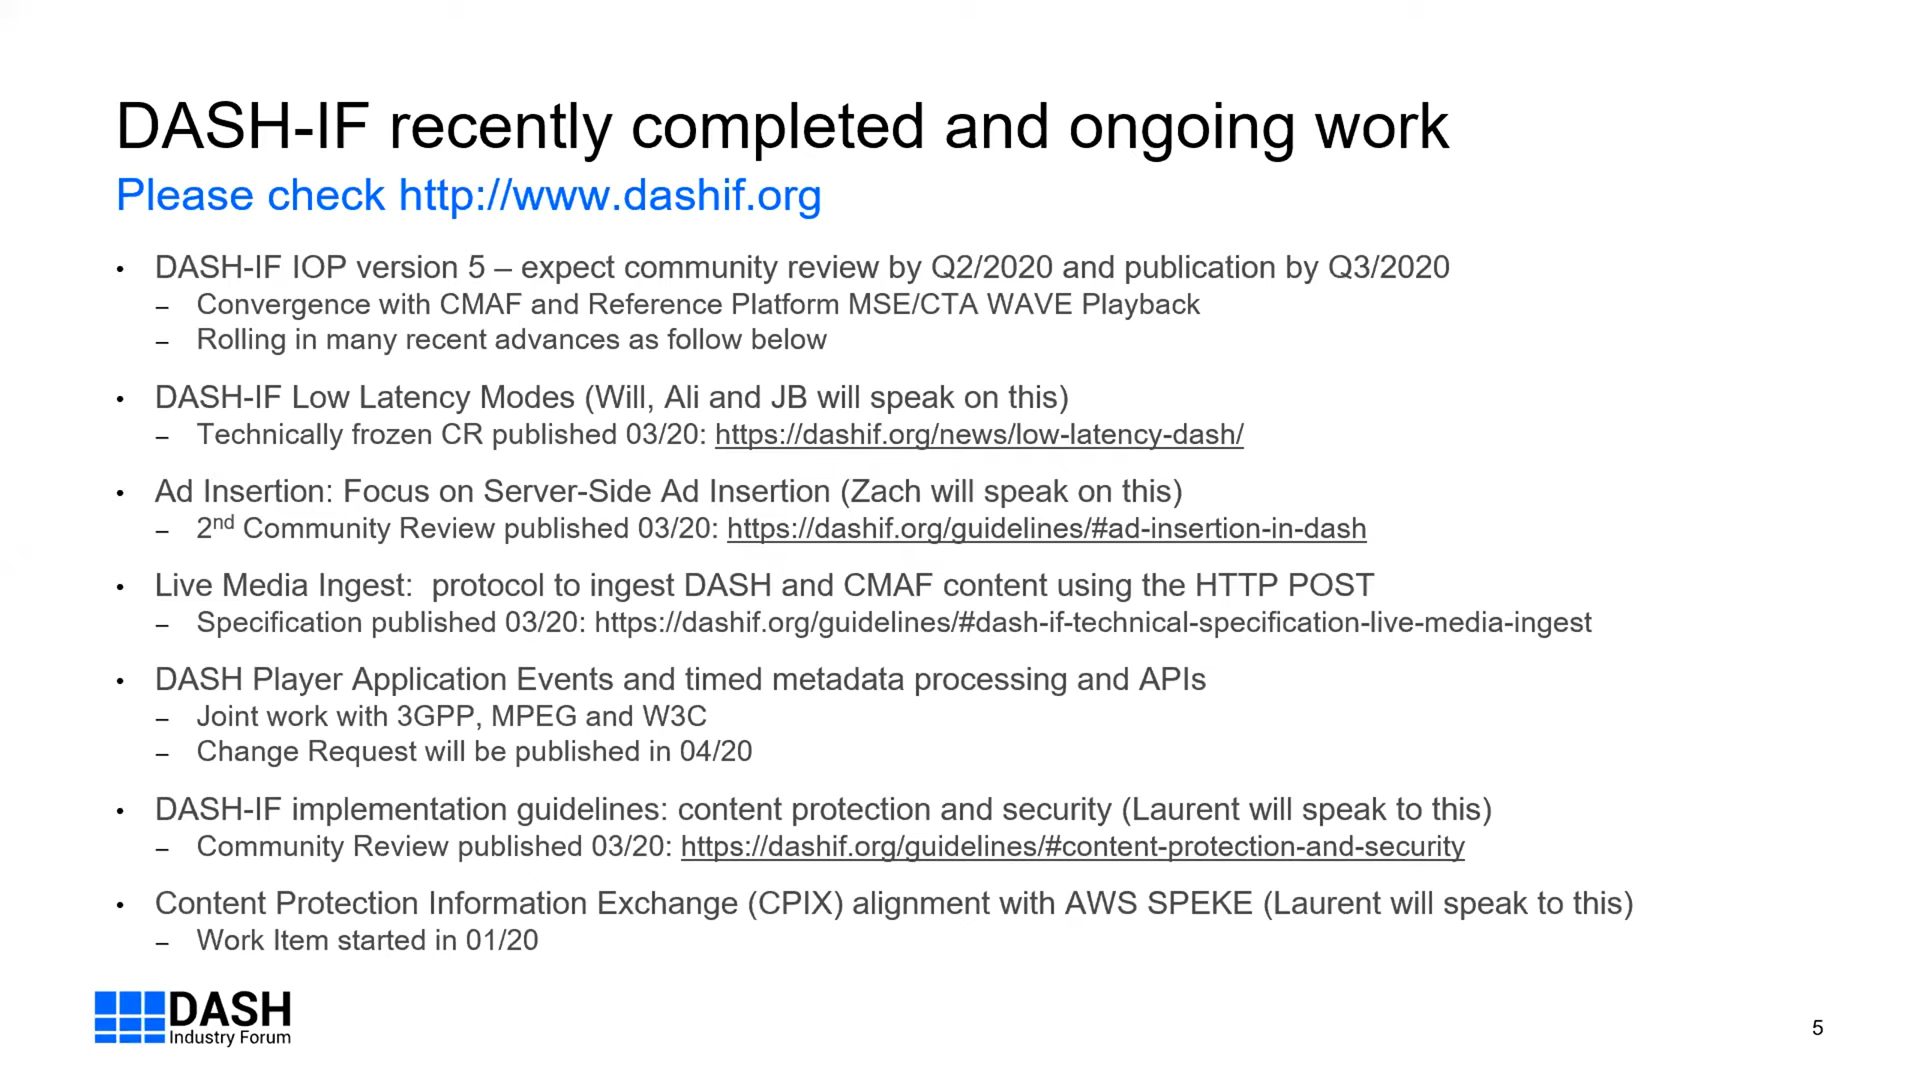 DASH-IF recently completed and ongoing work
Please check http://www.dashif.org
• DASH-IF IOP version 5 – expect community review by Q2/2020 and publication by Q3/2020
– Convergence with CMAF and Reference Platform MSE/CTA WAVE Playback
– Rolling in many recent advances as follow below
• DASH-IF Low Latency Modes (Will, Ali and JB will speak on this)
– Technically frozen CR published 03/20: https://dashif.org/news/low-latency-dash/
• Ad Insertion: Focus on Server-Side Ad Insertion (Zach will speak on this)
– 2nd Community Review published 03/20: https://dashif.org/guidelines/#ad-insertion-in-dash
• Live Media Ingest:  protocol to ingest DASH and CMAF content using the HTTP POST
– Specification published 03/20: https://dashif.org/guidelines/#dash-if-technical-specification-live-media-ingest
• DASH Player Application Events and timed metadata processing and APIs
– Joint work with 3GPP, MPEG and W3C
– Change Request will be published in 04/20
• DASH-IF implementation guidelines: content protection and security (Laurent will speak to this)
– Community Review published 03/20: https://dashif.org/guidelines/#content-protection-and-security
• Content Protection Information Exchange (CPIX) alignment with AWS SPEKE (Laurent will speak to this)
– Work Item started in 01/20
DASH
Industry Forum
5